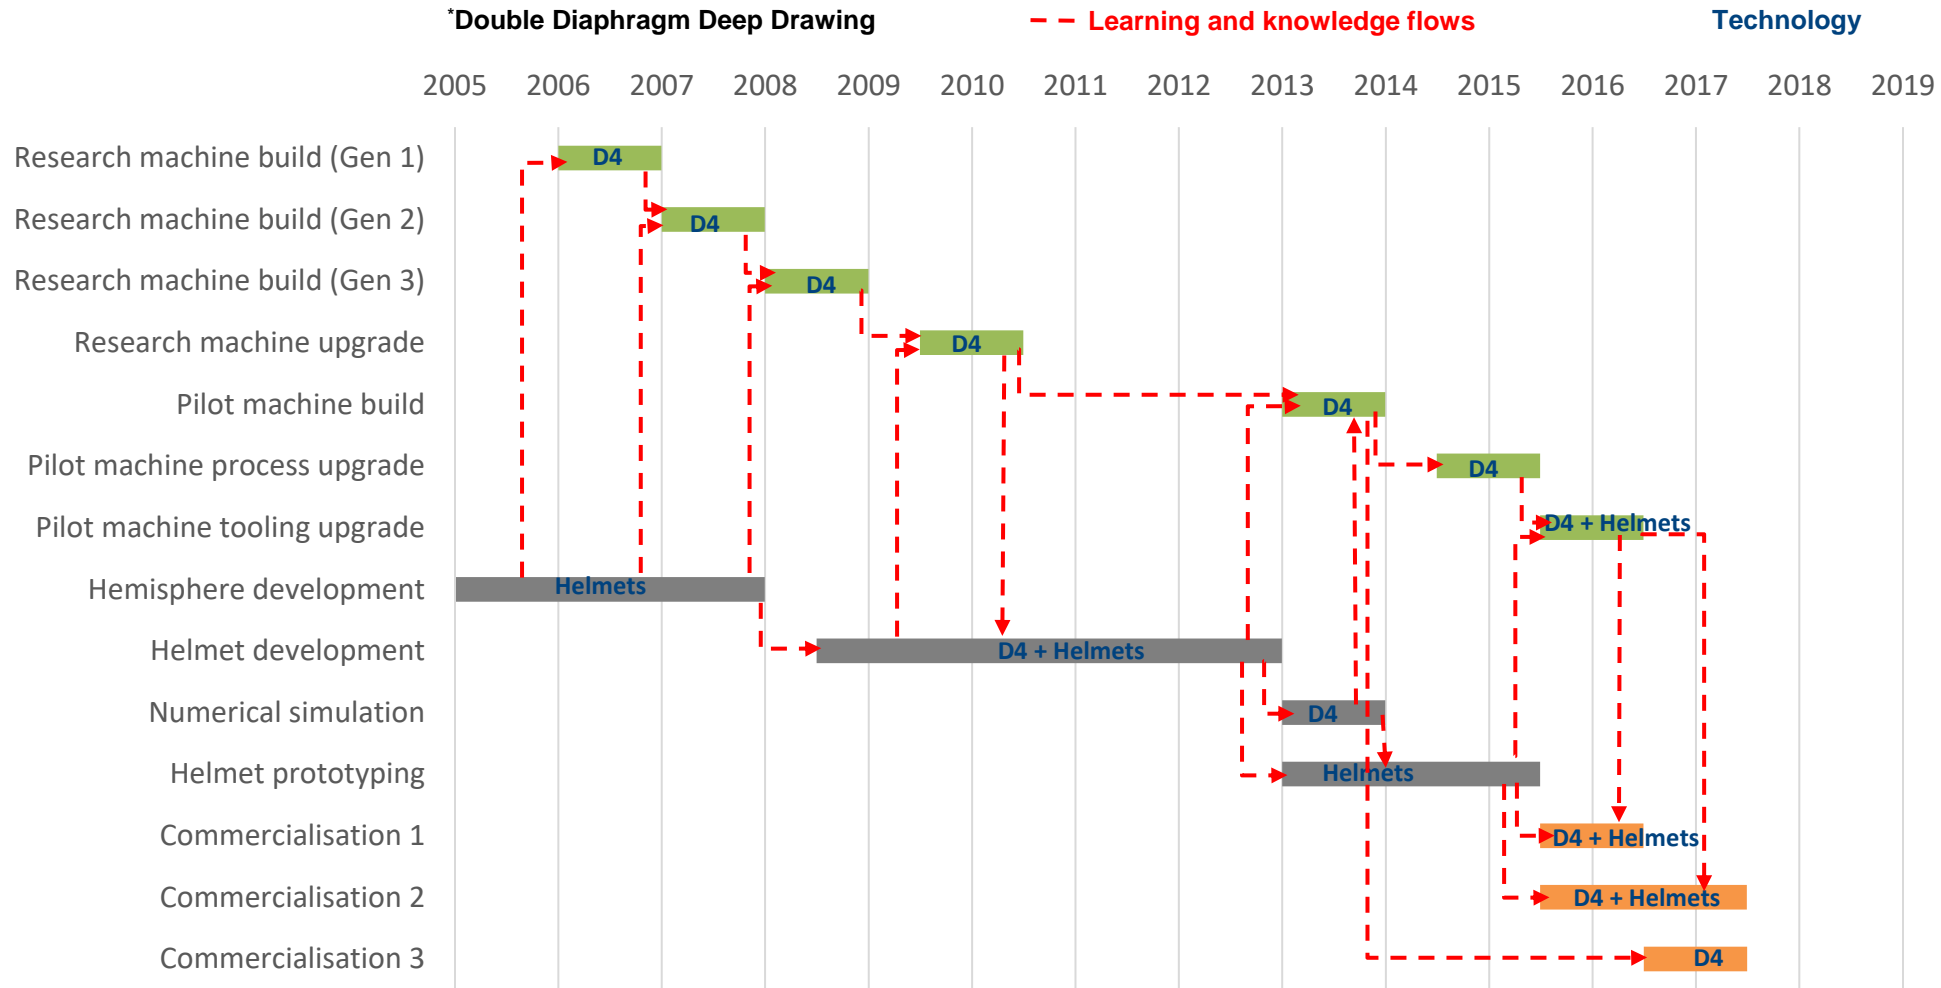 *Double Diaphragm Deep Drawing
Learning and knowledge flows
Technology
2005 2006 2007 2008 2009 2010 2011 2012 2013 2014 2015 2016 2017 2018 2019
Research machine build (Gen 1)
D4
Research machine build (Gen 2)
D4
Research machine build (Gen 3)
D4
Research machine upgrade
D4
Pilot machine build
D4
Pilot machine process upgrade
D4
Pilot machine tooling upgrade
D4 + Helmets
Hemisphere development
Helmets
Helmet development
D4 + Helmets
Numerical simulation
D4
Helmet prototyping
Helmets
Commercialisation 1
D4 + Helmets
Commercialisation 2
D4 + Helmets
Commercialisation 3
D4